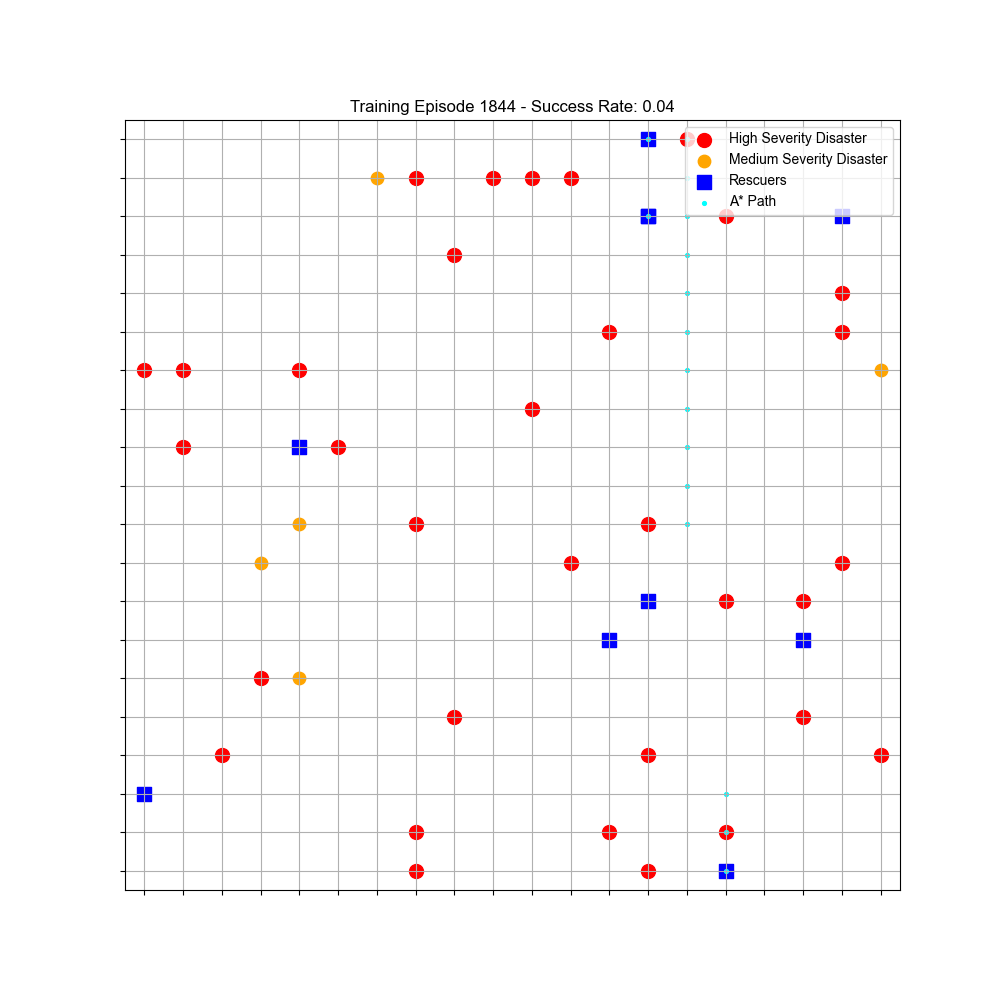 Training Episode 1844 - Success Rate: 0.04
High Severity Disaster
Medium Severity Disaster
Rescuers
A* Path